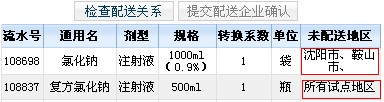 检查配送关系 提交配送企业确认
流水号 通用名 剂型 规格 转换系数 单位 未配送地区
108698 氯化钠 注射液 1000ml (0.9%) 1 袋 沈阳市、鞍山市、
108837 复方氯化钠 注射液 500ml 1 瓶 所有试点地区